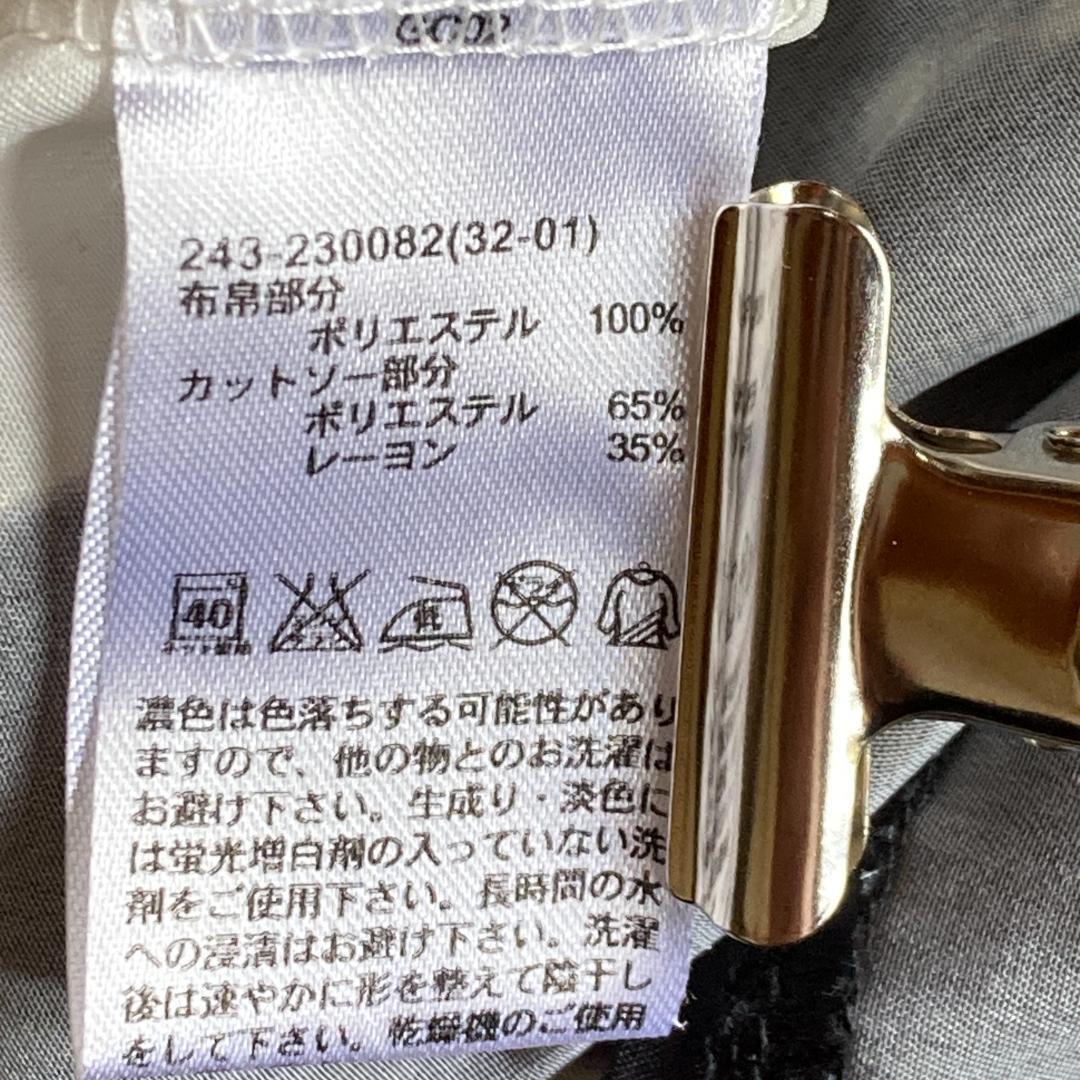 243-230082(32-01)
布帛部分
ポリエステル 100%
カットソー部分
ポリエステル 65%
レーヨン 35%
40 低
濃色は色落ちする可能性があり
ますので、他の物とのお洗濯は
お避け下さい。生成り・淡色に
は蛍光増白剤の入っていない洗
剤をご使用下さい。長時間の水
への浸漬はお避け下さい。洗濯
後は速やかに形を整えて陰干し
をして下さい。乾燥機のご使用